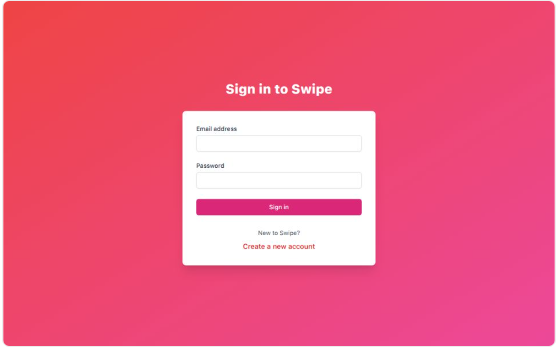 Sign in to Swipe
Email address
Password
Sign in
New to Swipe?
Create a new account